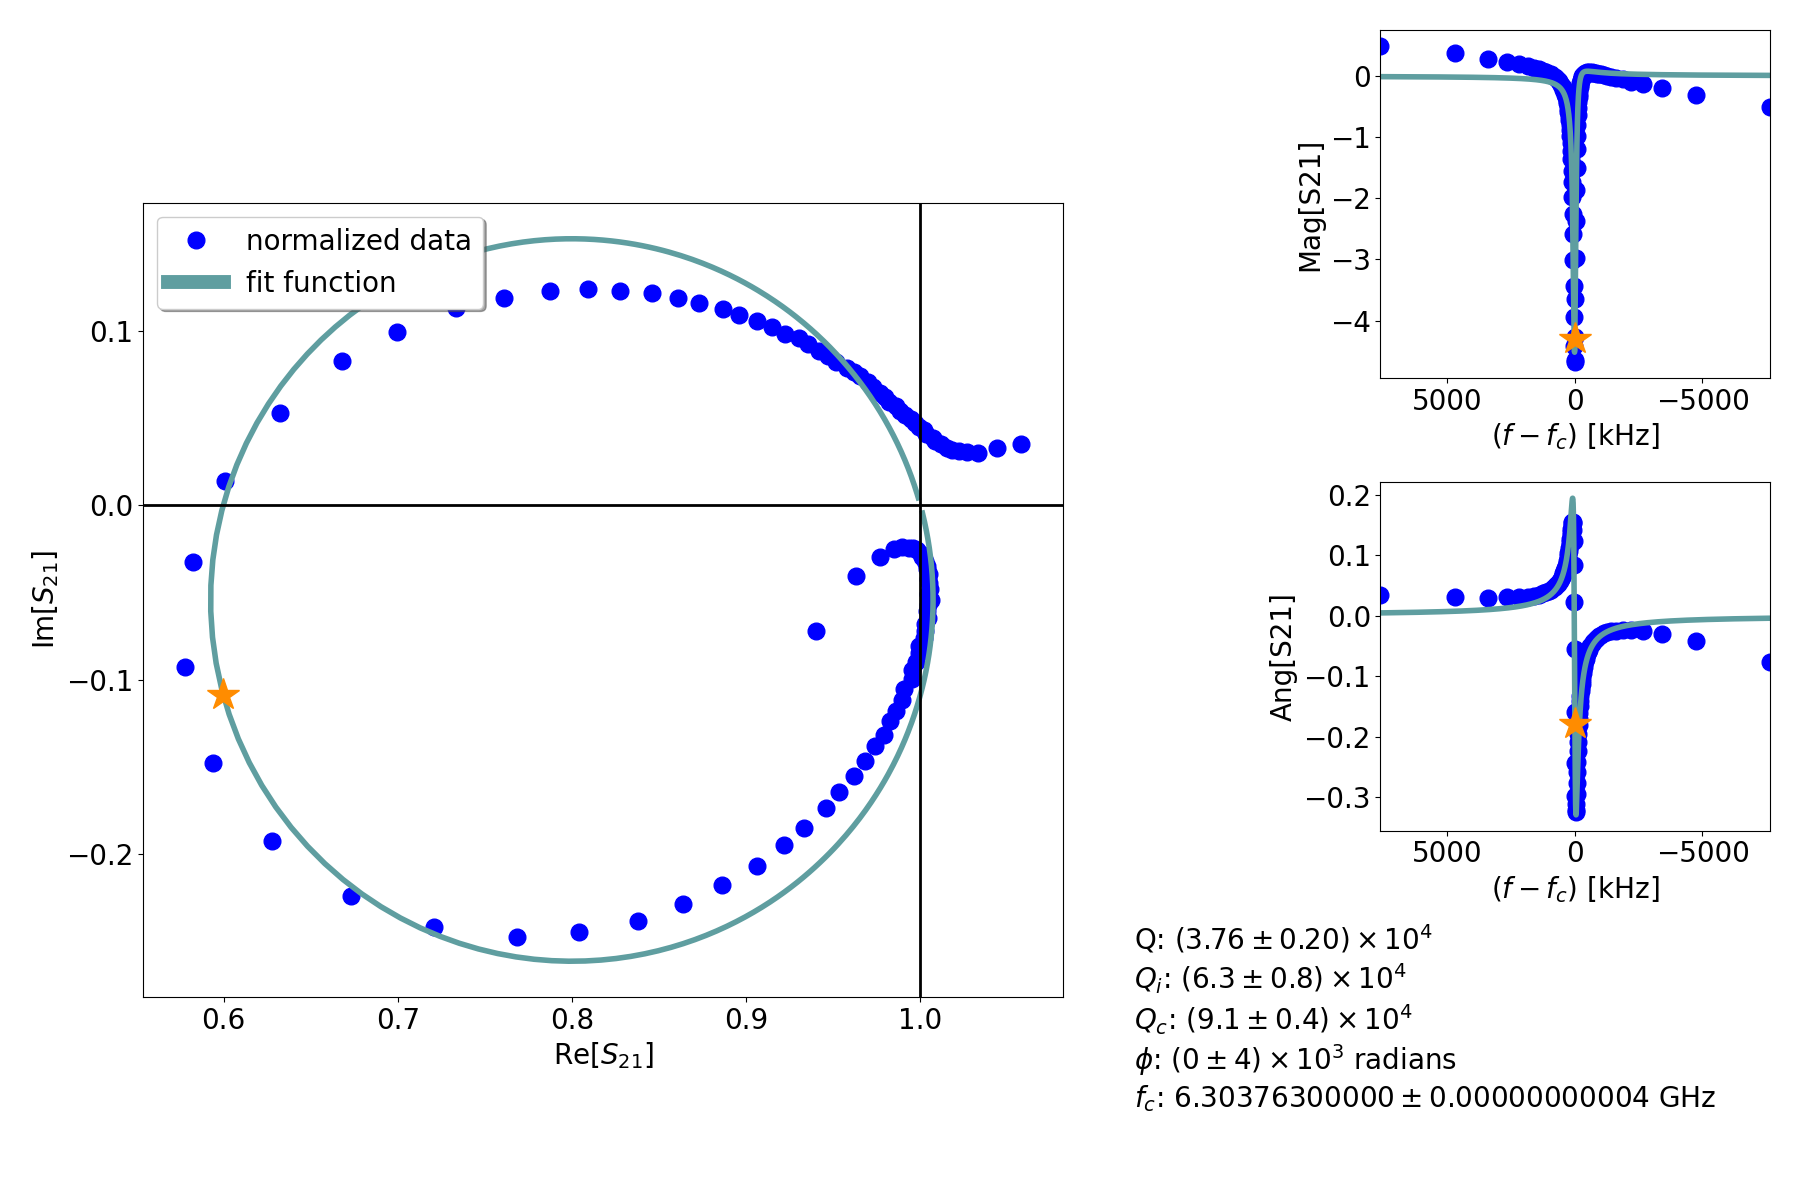 normalized data
fit function
0.1
0.0
−0.1
−0.2
Im[S21]
0.6 0.7 0.8 0.9 1.0
Re[S21]
0
−1
−2
−3
−4
Mag[S21]
5000 0 −5000
(f − fc) [kHz]
0.2
0.1
0.0
−0.1
−0.2
−0.3
Ang[S21]
5000 0 −5000
(f − fc) [kHz]
Q: (3.76 ± 0.20) × 10^4
Qi: (6.3 ± 0.8) × 10^4
Qc: (9.1 ± 0.4) × 10^4
ϕ: (0 ± 4) × 10^3 radians
fc: 6.30376300000 ± 0.00000000004 GHz